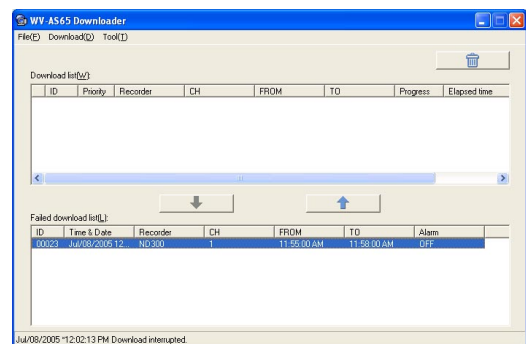 WV-AS65 Downloader
File(F) Download(D) Tool(T)
Download list(W):
ID Priority Recorder CH FROM TO Progress Elapsed time
Failed download list(L):
ID Time & Date Recorder CH FROM TO Alarm
00023 Jul/08/2005 12... ND300 1 11:55:00 AM 11:58:00 AM OFF
Jul/08/2005 "12:02:13 PM Download interrupted.